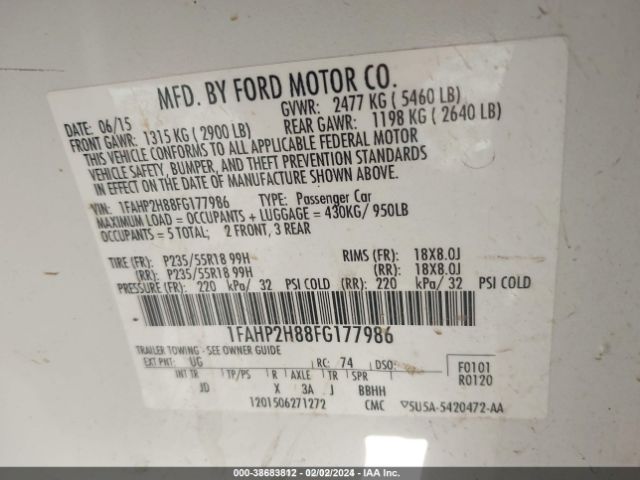 MFD. BY FORD MOTOR CO.
DATE: 06/15 GVWR: 2477 KG ( 5460 LB)
FRONT GAWR: 1315 KG ( 2900 LB) REAR GAWR: 1198 KG ( 2640 LB)
THIS VEHICLE CONFORMS TO ALL APPLICABLE FEDERAL MOTOR
VEHICLE SAFETY, BUMPER, AND THEFT PREVENTION STANDARDS
IN EFFECT ON THE DATE OF MANUFACTURE SHOWN ABOVE.
VIN: 1FAHP2H88FG177986 TYPE: Passenger Car
MAXIMUM LOAD = OCCUPANTS + LUGGAGE = 430KG/ 950LB
OCCUPANTS = 5 TOTAL; 2 FRONT, 3 REAR
TIRE (FR): P235/55R18 99H RIMS (FR): 18X8.0J
(RR): P235/55R18 99H (RR): 18X8.0J
PRESSURE (FR): 220 kPa/ 32 PSI COLD (RR): 220 kPa/ 32 PSI COLD
1FAHP2H88FG177986
TRAILER TOWING - SEE OWNER GUIDE
EXT PNT: UG RC: 74 DSO: F0101
R0120
INT TR TP/PS R AXLE TR SPR
JD X 3A J BBHH
1201506271272 CMC ▽5U5A-5420472-AA
000-38683812 - 02/02/2024 - IAA Inc.